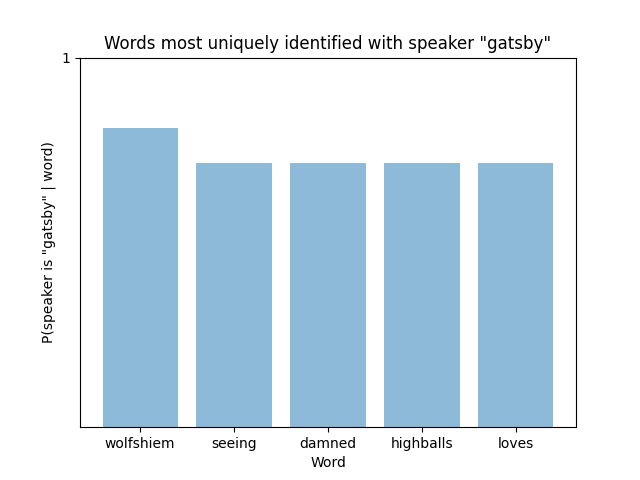 Words most uniquely identified with speaker "gatsby"
1
P(speaker is "gatsby" | word)
wolfshiem seeing damned highballs loves
Word